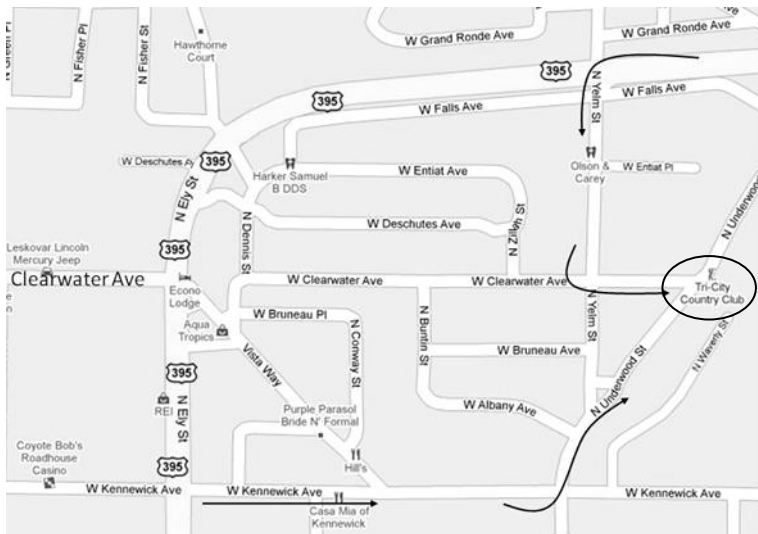 W Grand Ronde Ave
W Grand Ronde Ave
N Green Pl
N Fisher Pl
N Fisher St
Hawthorne
Court
395
395
W Falls Ave
W Falls Ave
N Yelm St
W Deschutes Ave
395
Harker Samuel
B DDS
W Entiat Ave
Olson &
Carey
W Entiat Pl
N Ely St
N Dennis St
W Deschutes Ave
N Zillah St
N Underwood
395
Leskovar Lincoln
Mercury Jeep
Clearwater Ave
Econo
Lodge
W Clearwater Ave
W Clearwater Ave
Tri-City
Country Club
Aqua
Tropics
W Bruneau Pl
N Conway St
N Buntin St
N Yelm St
W Bruneau Ave
N Waverly St
395
Vista Way
REI
N Ely St
Purple Parasol
Bride N' Formal
W Albany Ave
N Underwood St
Coyote Bob's
Roadhouse
Casino
395
Hill's
W Kennewick Ave
W Kennewick Ave
W Kennewick Ave
Casa Mia of
Kennewick